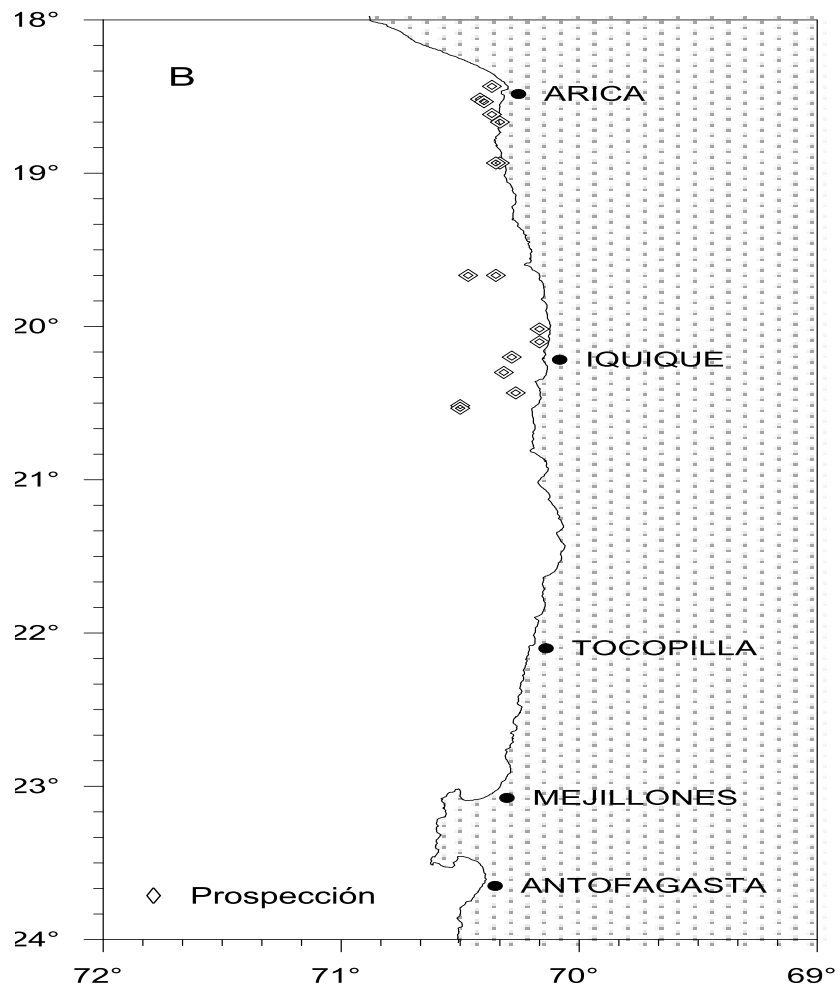 18°
B
ARICA
19°
20°
IQUIQUE
21°
22°
TOCOPILLA
23°
MEJILLONES
ANTOFAGASTA
Prospección
24°
72° 71° 70° 69°